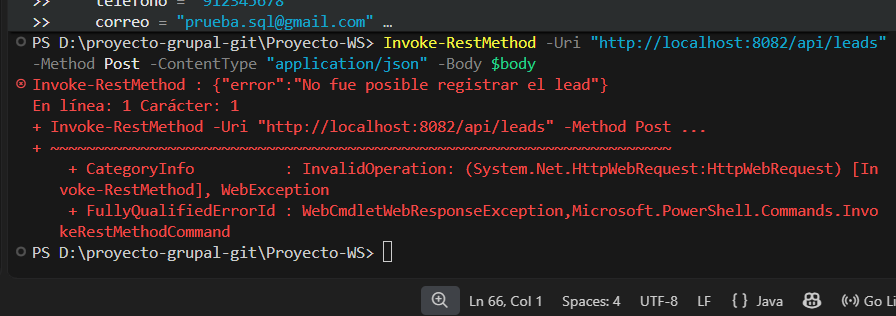 >>     telefono = "912345678"
>>     correo = "prueba.sql@gmail.com" …
PS D:\proyecto-grupal-git\Proyecto-WS> Invoke-RestMethod -Uri "http://localhost:8082/api/leads"
-Method Post -ContentType "application/json" -Body $body
Invoke-RestMethod : {"error":"No fue posible registrar el lead"}
En línea: 1 Carácter: 1
+ Invoke-RestMethod -Uri "http://localhost:8082/api/leads" -Method Post ...
+ ~~~~~~~~~~~~~~~~~~~~~~~~~~~~~~~~~~~~~~~~~~~~~~~~~~~~~~~~~~~~~~~~~~~~~
    + CategoryInfo          : InvalidOperation: (System.Net.HttpWebRequest:HttpWebRequest) [In
   voke-RestMethod], WebException
    + FullyQualifiedErrorId : WebCmdletWebResponseException,Microsoft.PowerShell.Commands.Invo
   keRestMethodCommand
PS D:\proyecto-grupal-git\Proyecto-WS>
Ln 66, Col 1 Spaces: 4 UTF-8 LF { } Java Go Li